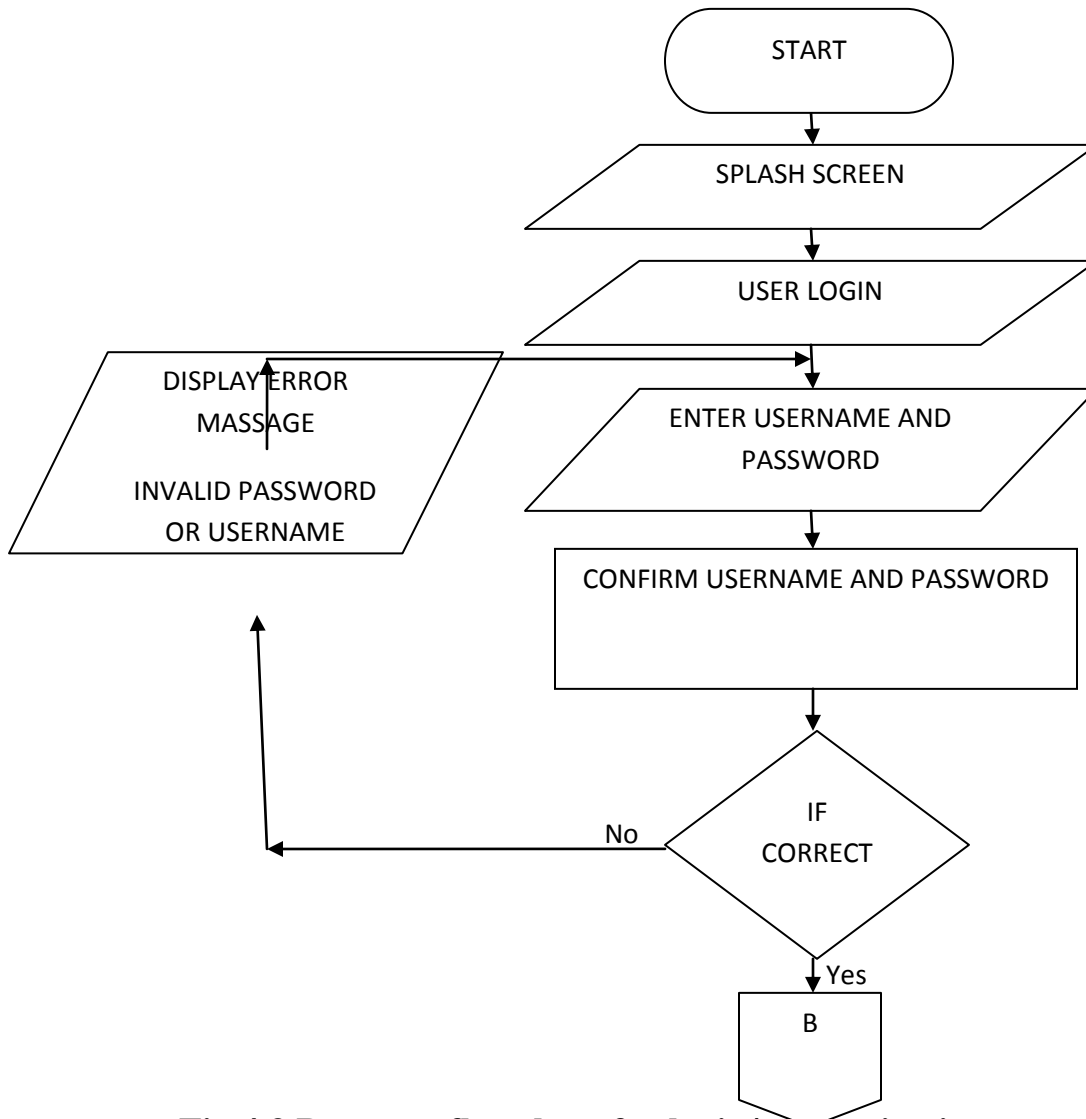 START
SPLASH SCREEN
USER LOGIN
DISPLAY ERROR
MASSAGE
INVALID PASSWORD
OR USERNAME
ENTER USERNAME AND
PASSWORD
CONFIRM USERNAME AND PASSWORD
IF
CORRECT
No
Yes
B